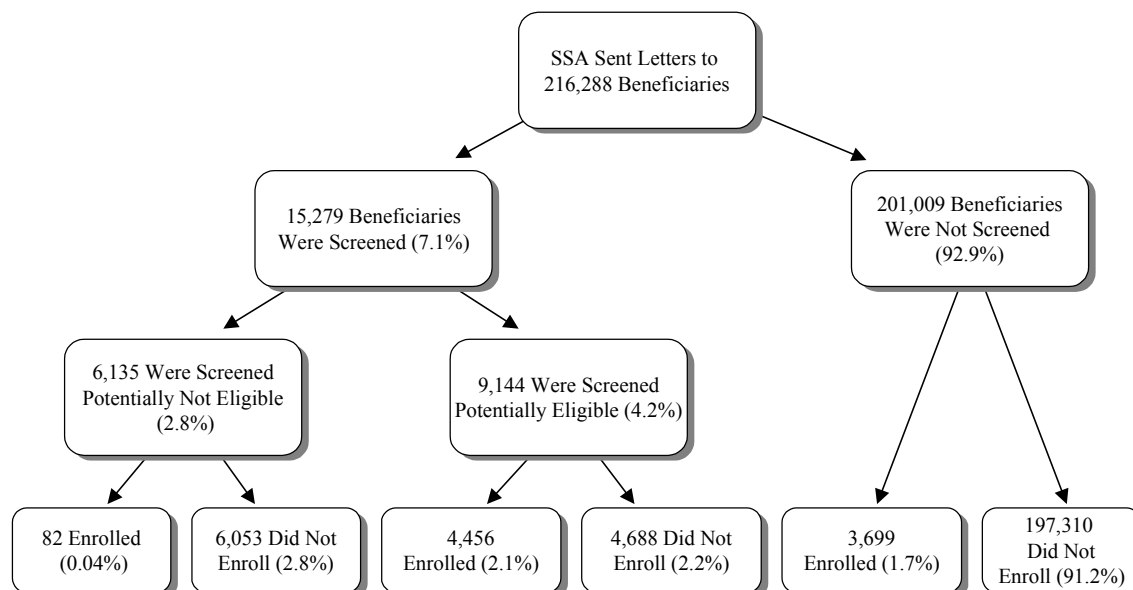 SSA Sent Letters to
216,288 Beneficiaries
15,279 Beneficiaries
Were Screened (7.1%)
201,009 Beneficiaries
Were Not Screened
(92.9%)
6,135 Were Screened
Potentially Not Eligible
(2.8%)
9,144 Were Screened
Potentially Eligible (4.2%)
82 Enrolled
(0.04%)
6,053 Did Not
Enroll (2.8%)
4,456
Enrolled (2.1%)
4,688 Did Not
Enroll (2.2%)
3,699
Enrolled (1.7%)
197,310
Did Not
Enroll (91.2%)